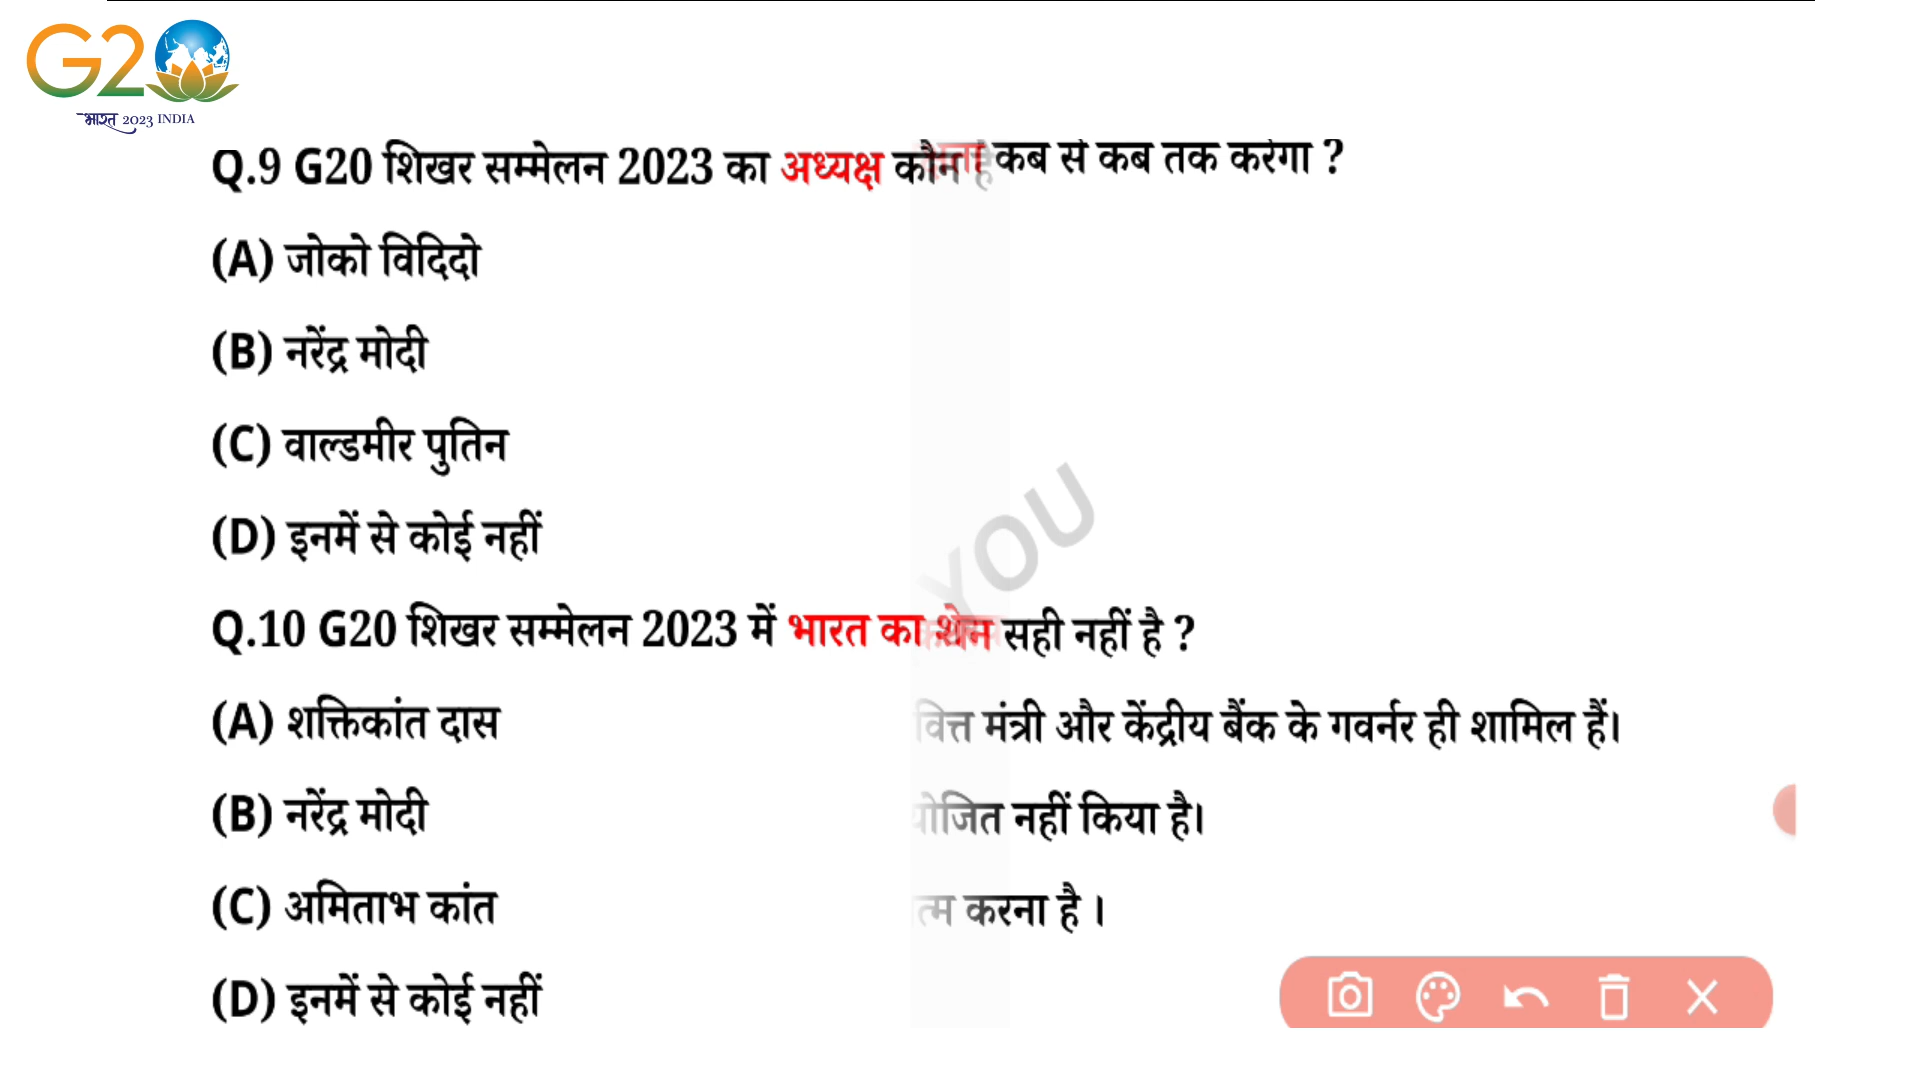 G20
भारत 2023 INDIA
Q.9 G20 शिखर सम्मेलन 2023 का अध्यक्ष कौन है कब से कब तक करेगा ?
(A) जोको विदिदो
(B) नरेंद्र मोदी
(C) वाल्डमीर पुतिन
(D) इनमें से कोई नहीं
YOU
Q.10 G20 शिखर सम्मेलन 2023 में भारत का सही नहीं है ?
(A) शक्तिकांत दास वित्त मंत्री और केंद्रीय बैंक के गवर्नर ही शामिल हैं।
(B) नरेंद्र मोदी योजित नहीं किया है।
(C) अमिताभ कांत त्म करना है ।
(D) इनमें से कोई नहीं